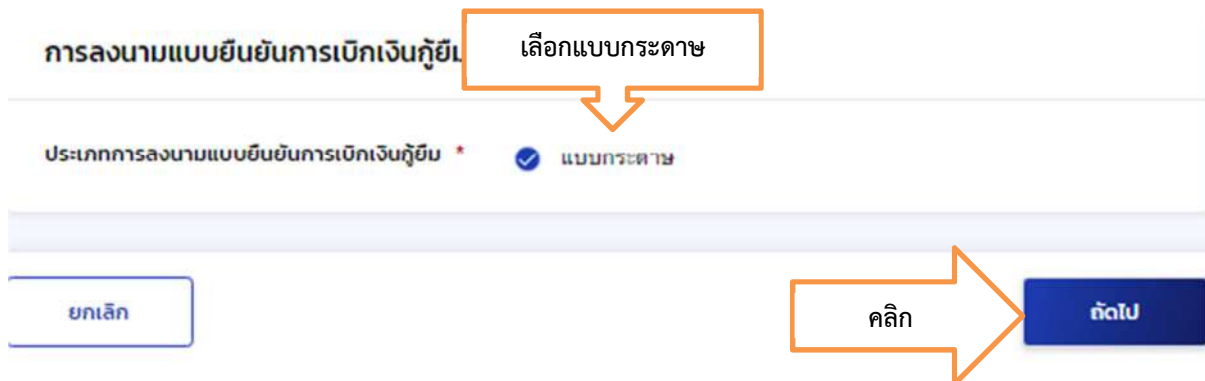 การลงนามแบบยืนยันการเบิกเงินกู้ยืม
เลือกแบบกระดาษ
ประเภทการลงนามแบบยืนยันการเบิกเงินกู้ยืม *
แบบกระดาษ
ยกเลิก
คลิก
ถัดไป